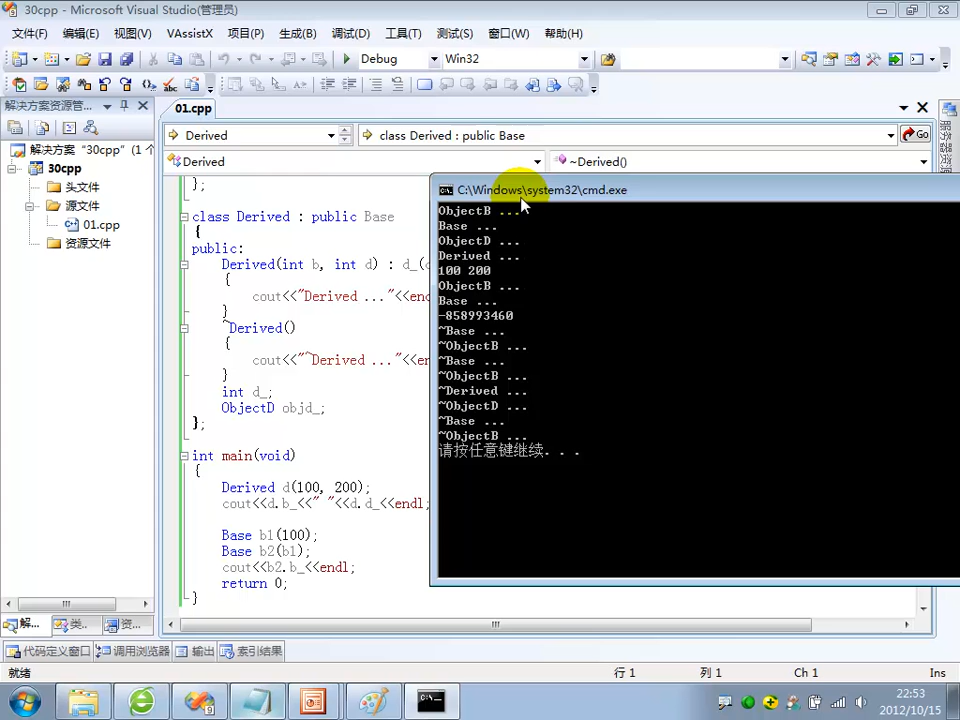 30cpp - Microsoft Visual Studio(管理员)
文件(F) 编辑(E) 视图(V) VAssistX 项目(P) 生成(B) 调试(D) 工具(T) 测试(S) 窗口(W) 帮助(H)
Debug Win32
解决方案资源管...
01.cpp
Derived class Derived : public Base Go
Derived ~Derived()
解决方案 "30cpp" (1 个
30cpp
头文件
源文件
01.cpp
资源文件
};
class Derived : public Base
{
public:
Derived(int b, int d) : d_(
{
cout<<"Derived ..."<<en
}
~Derived()
{
cout<<"~Derived ..."<<e
}
int d_;
ObjectD objd_;
};
int main(void)
{
Derived d(100, 200);
cout<<d.b_<<" "<<d.d_<<endl;
Base b1(100);
Base b2(b1);
cout<<b2.b_<<endl;
return 0;
}
C:\Windows\system32\cmd.exe
ObjectB ...
Base ...
ObjectD ...
Derived ...
100 200
ObjectB ...
Base ...
-858993460
~Base ...
~ObjectB ...
~Base ...
~ObjectB ...
~Derived ...
~ObjectD ...
~Base ...
~ObjectB ...
请按任意键继续. . .
解... 类... 资...
代码定义窗口 调用浏览器 输出 索引结果
就绪 行 1 列 1 Ch 1 Ins
22:53
2012/10/15